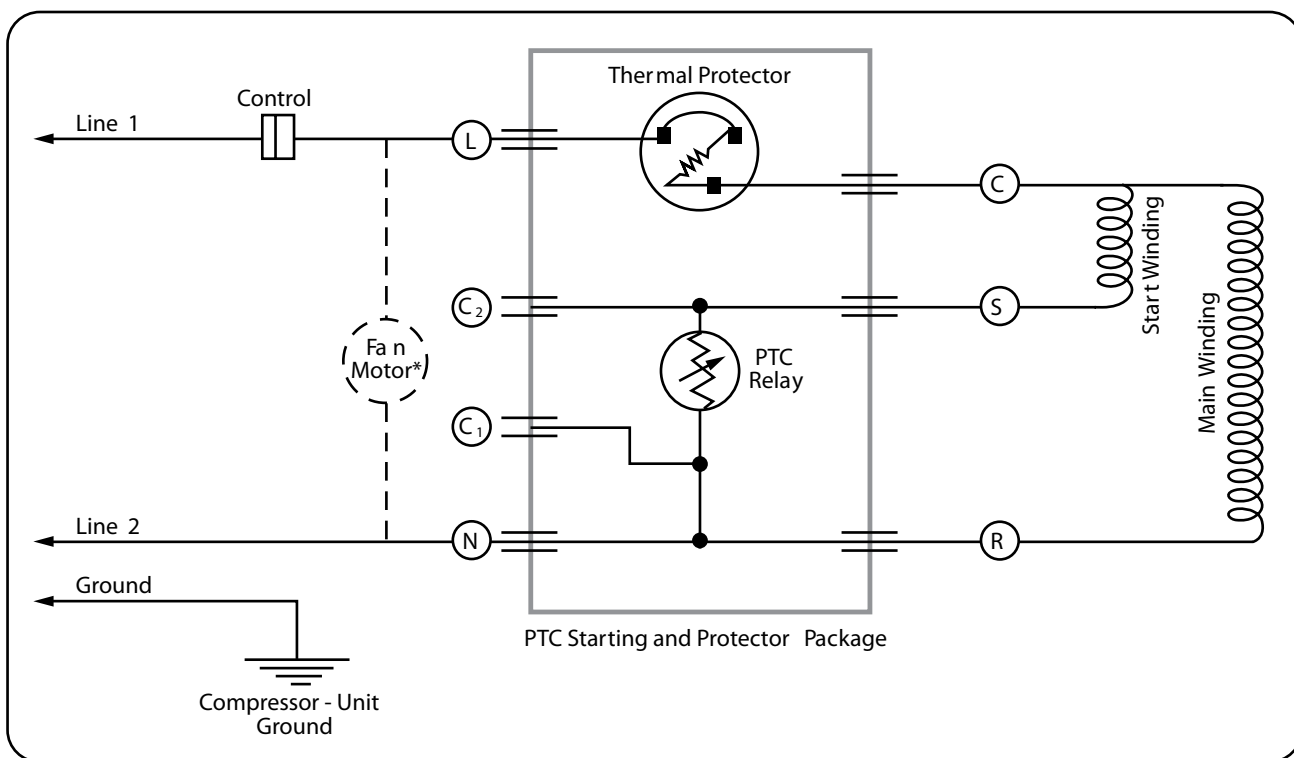 Thermal Protector
Control
Line 1
L
C
Start Winding
Main Winding
C2
S
Fan
Motor*
PTC
Relay
C1
Line 2
N
R
Ground
PTC Starting and Protector Package
Compressor - Unit
Ground